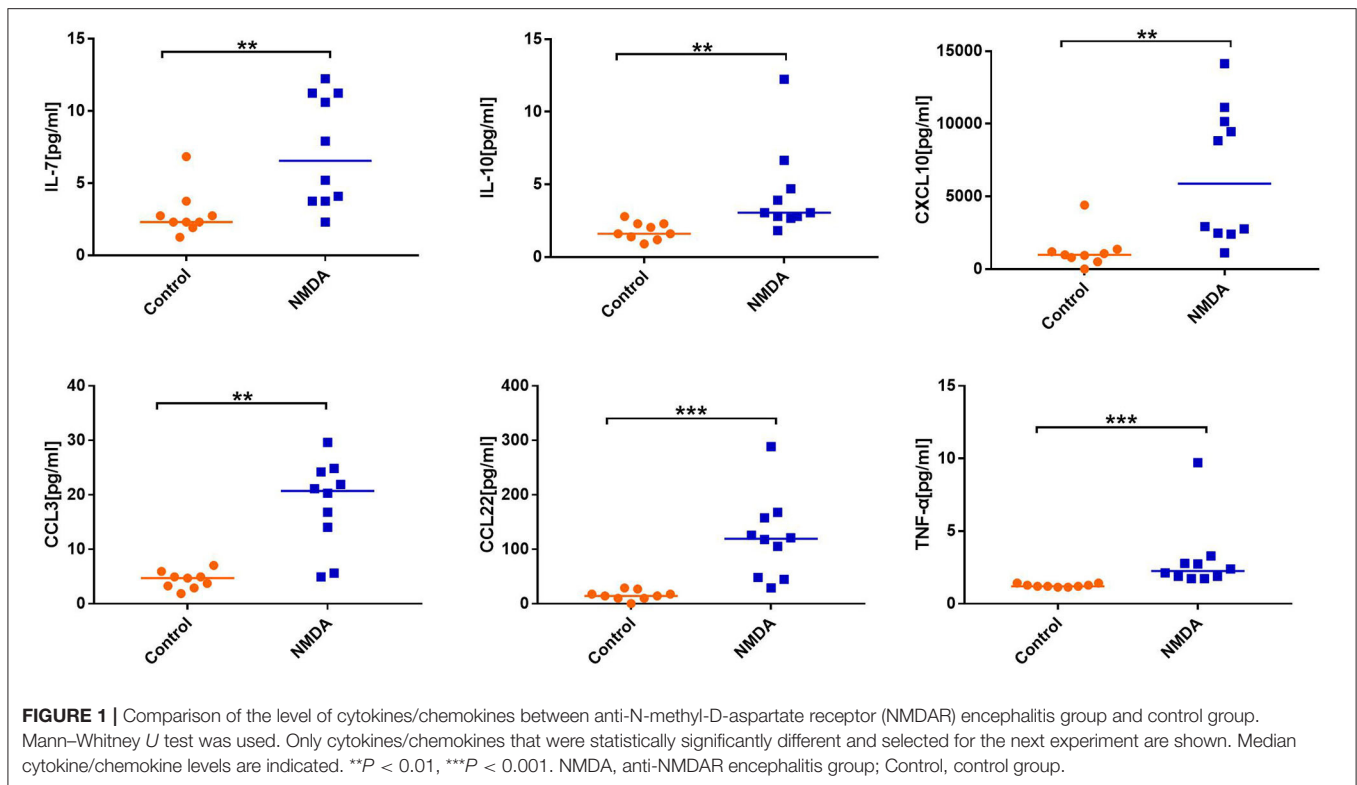 15
10
5
0
IL-7[pg/ml]
**
Control
NMDA
15
10
5
0
IL-10[pg/ml]
**
Control
NMDA
15000
10000
5000
0
CXCL10[pg/ml]
**
Control
NMDA
40
30
20
10
0
CCL3[pg/ml]
**
Control
NMDA
400
300
200
100
0
CCL22[pg/ml]
***
Control
NMDA
15
10
5
0
TNF-α[pg/ml]
***
Control
NMDA
FIGURE 1 | Comparison of the level of cytokines/chemokines between anti-N-methyl-D-aspartate receptor (NMDAR) encephalitis group and control group.
Mann–Whitney U test was used. Only cytokines/chemokines that were statistically significantly different and selected for the next experiment are shown. Median
cytokine/chemokine levels are indicated. **P < 0.01, ***P < 0.001. NMDA, anti-NMDAR encephalitis group; Control, control group.